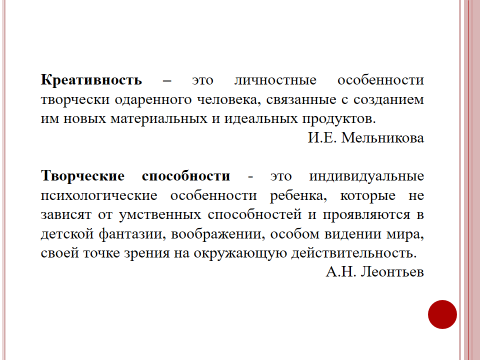 Креативность – это личностные особенности
творчески одаренного человека, связанные с созданием
им новых материальных и идеальных продуктов.
И.Е. Мельникова
Творческие способности - это индивидуальные
психологические особенности ребенка, которые не
зависят от умственных способностей и проявляются в
детской фантазии, воображении, особом видении мира,
своей точке зрения на окружающую действительность.
А.Н. Леонтьев